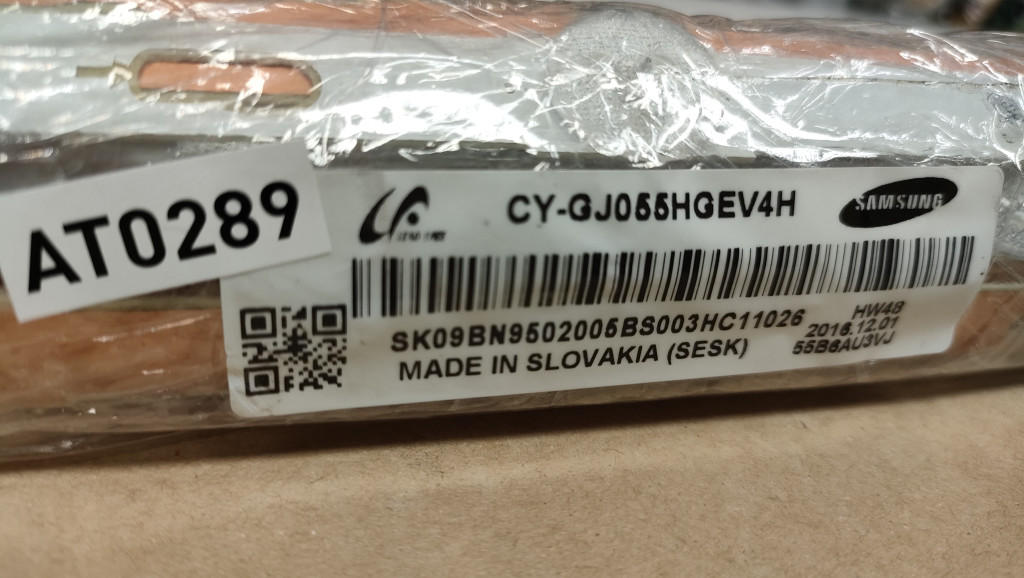 AT0289
CY-GJ055HGEV4H
SAMSUNG
SK09BN9502005BS003HC11026
MADE IN SLOVAKIA (SESK)
HW48
2016.12.01
55B6AU3VJ